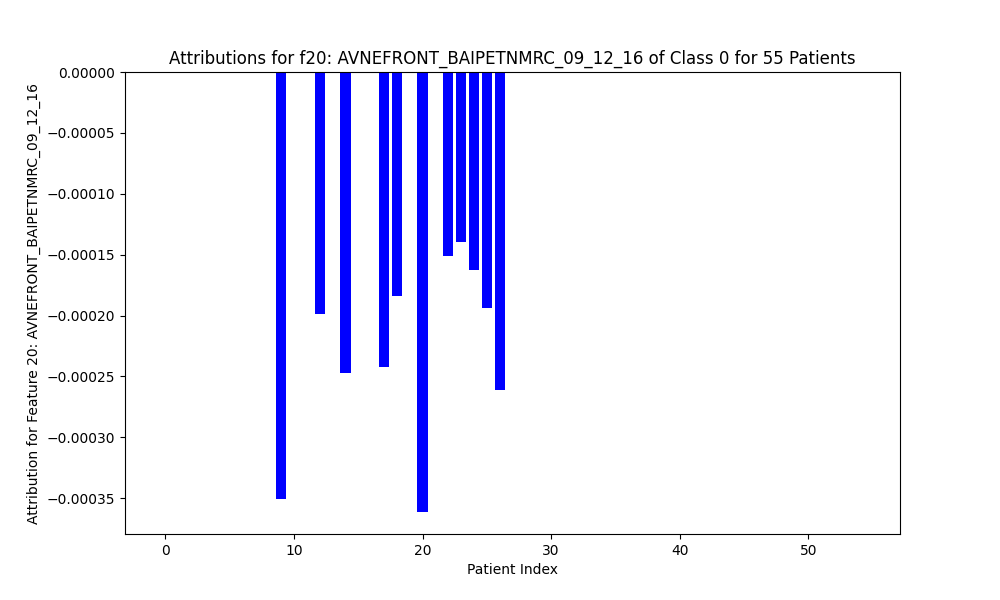 Attributions for f20: AVNEFRONT_BAIPETNMRC_09_12_16 of Class 0 for 55 Patients
Attribution for Feature 20: AVNEFRONT_BAIPETNMRC_09_12_16
0.00000
−0.00005
−0.00010
−0.00015
−0.00020
−0.00025
−0.00030
−0.00035
0 10 20 30 40 50
Patient Index